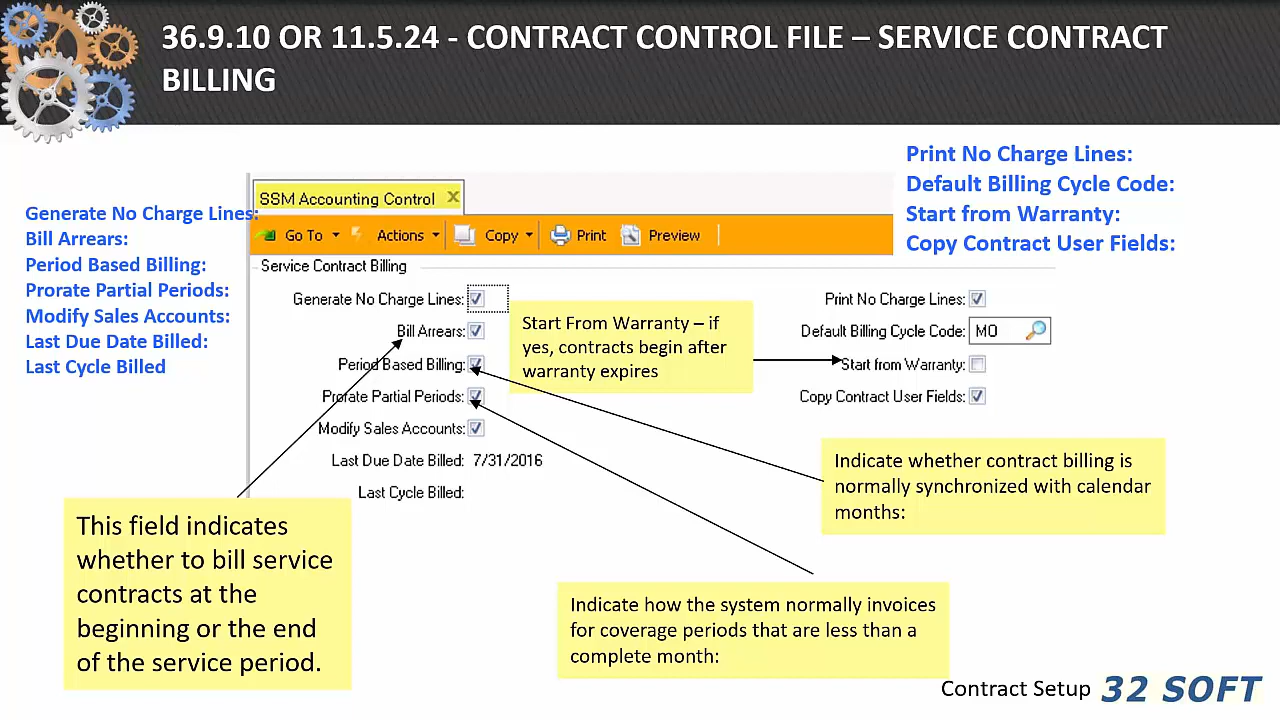 36.9.10 OR 11.5.24 - CONTRACT CONTROL FILE – SERVICE CONTRACT
BILLING
Generate No Charge Lines:
Bill Arrears:
Period Based Billing:
Prorate Partial Periods:
Modify Sales Accounts:
Last Due Date Billed:
Last Cycle Billed
Print No Charge Lines:
Default Billing Cycle Code:
Start from Warranty:
Copy Contract User Fields:
SSM Accounting Control X
Go To Actions Copy Print Preview
Service Contract Billing
Generate No Charge Lines:
Bill Arrears:
Period Based Billing:
Prorate Partial Periods:
Modify Sales Accounts:
Last Due Date Billed: 7/31/2016
Last Cycle Billed:
Start From Warranty – if
yes, contracts begin after
warranty expires
Print No Charge Lines:
Default Billing Cycle Code: MO
Start from Warranty:
Copy Contract User Fields:
Indicate whether contract billing is
normally synchronized with calendar
months:
This field indicates
whether to bill service
contracts at the
beginning or the end
of the service period.
Indicate how the system normally invoices
for coverage periods that are less than a
complete month:
Contract Setup 32 SOFT